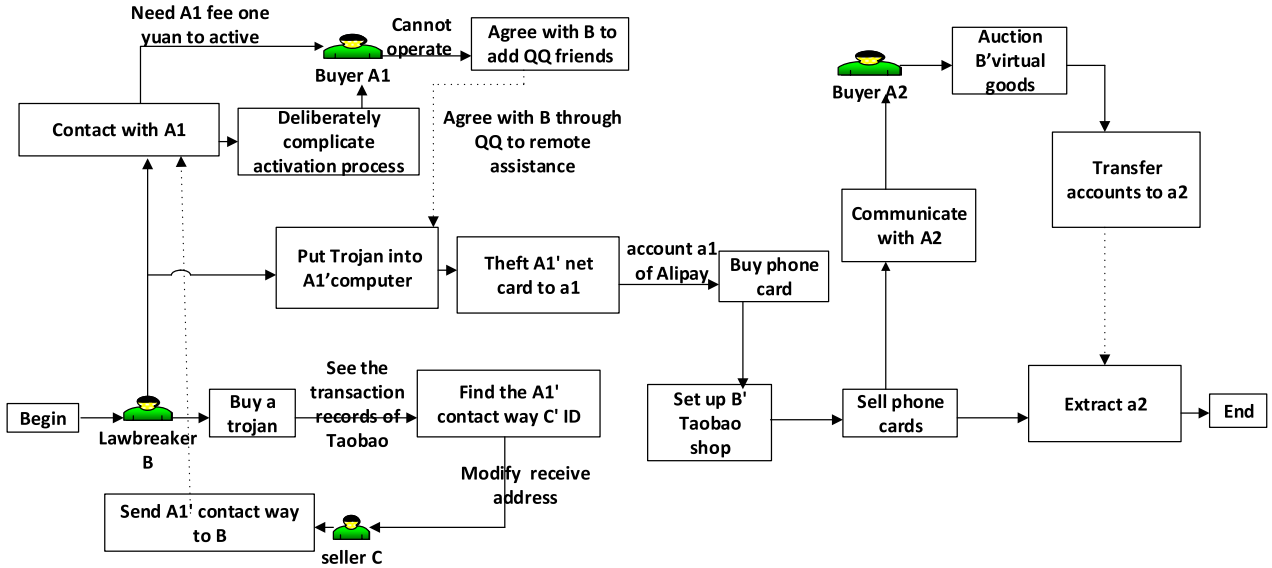 Need A1 fee one
yuan to active
Cannot
operate
Agree with B to
add QQ friends
Buyer A1
Contact with A1
Deliberately
complicate
activation process
Agree with B through
QQ to remote
assistance
Buyer A2
Auction
B'virtual
goods
Transfer
accounts to a2
Communicate
with A2
Put Trojan into
A1'computer
Theft A1' net
card to a1
account a1
of Alipay
Buy phone
card
Begin
Lawbreaker
B
Buy a
trojan
See the
transaction
records of
Taobao
Find the A1'
contact way C' ID
Set up B'
Taobao
shop
Sell phone
cards
Extract a2
End
Modify receive
address
Send A1' contact way
to B
seller C